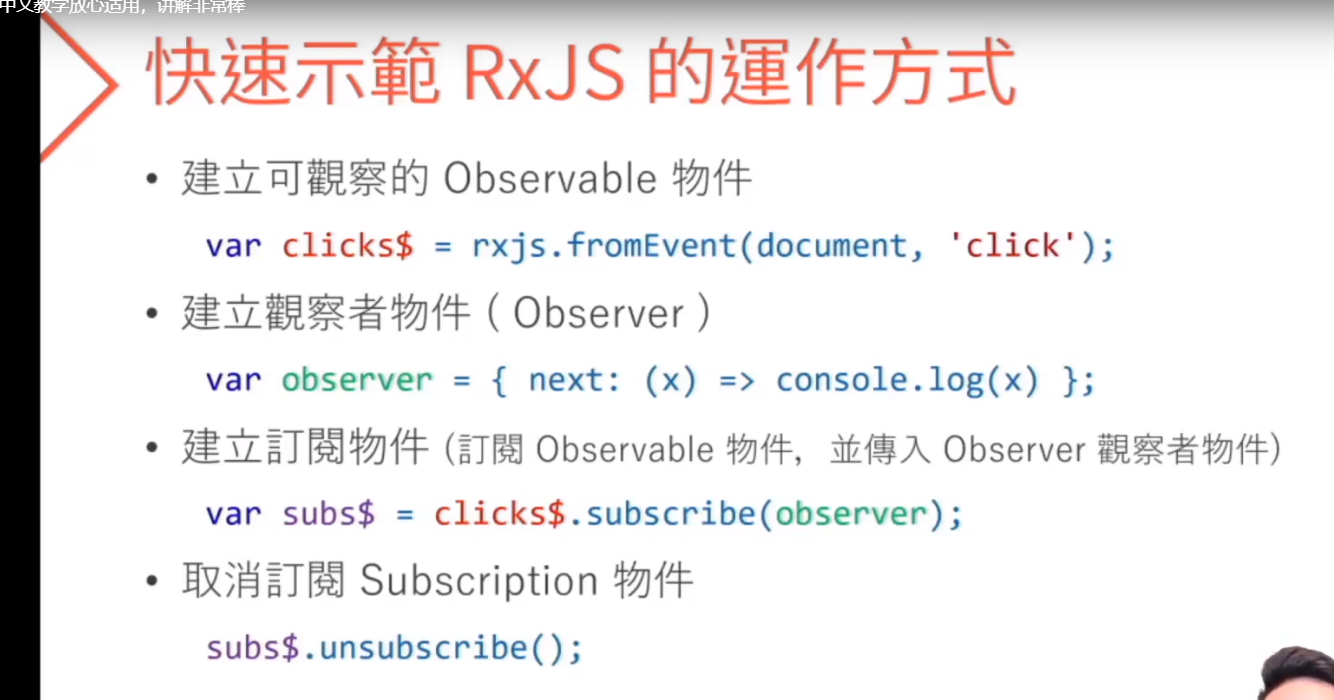 中文教学放心适用，讲解非常棒
快速示範 RxJS 的運作方式
• 建立可觀察的 Observable 物件
var clicks$ = rxjs.fromEvent(document, 'click');
• 建立觀察者物件 ( Observer )
var observer = { next: (x) => console.log(x) };
• 建立訂閱物件 (訂閱 Observable 物件，並傳入 Observer 觀察者物件)
var subs$ = clicks$.subscribe(observer);
• 取消訂閱 Subscription 物件
subs$.unsubscribe();